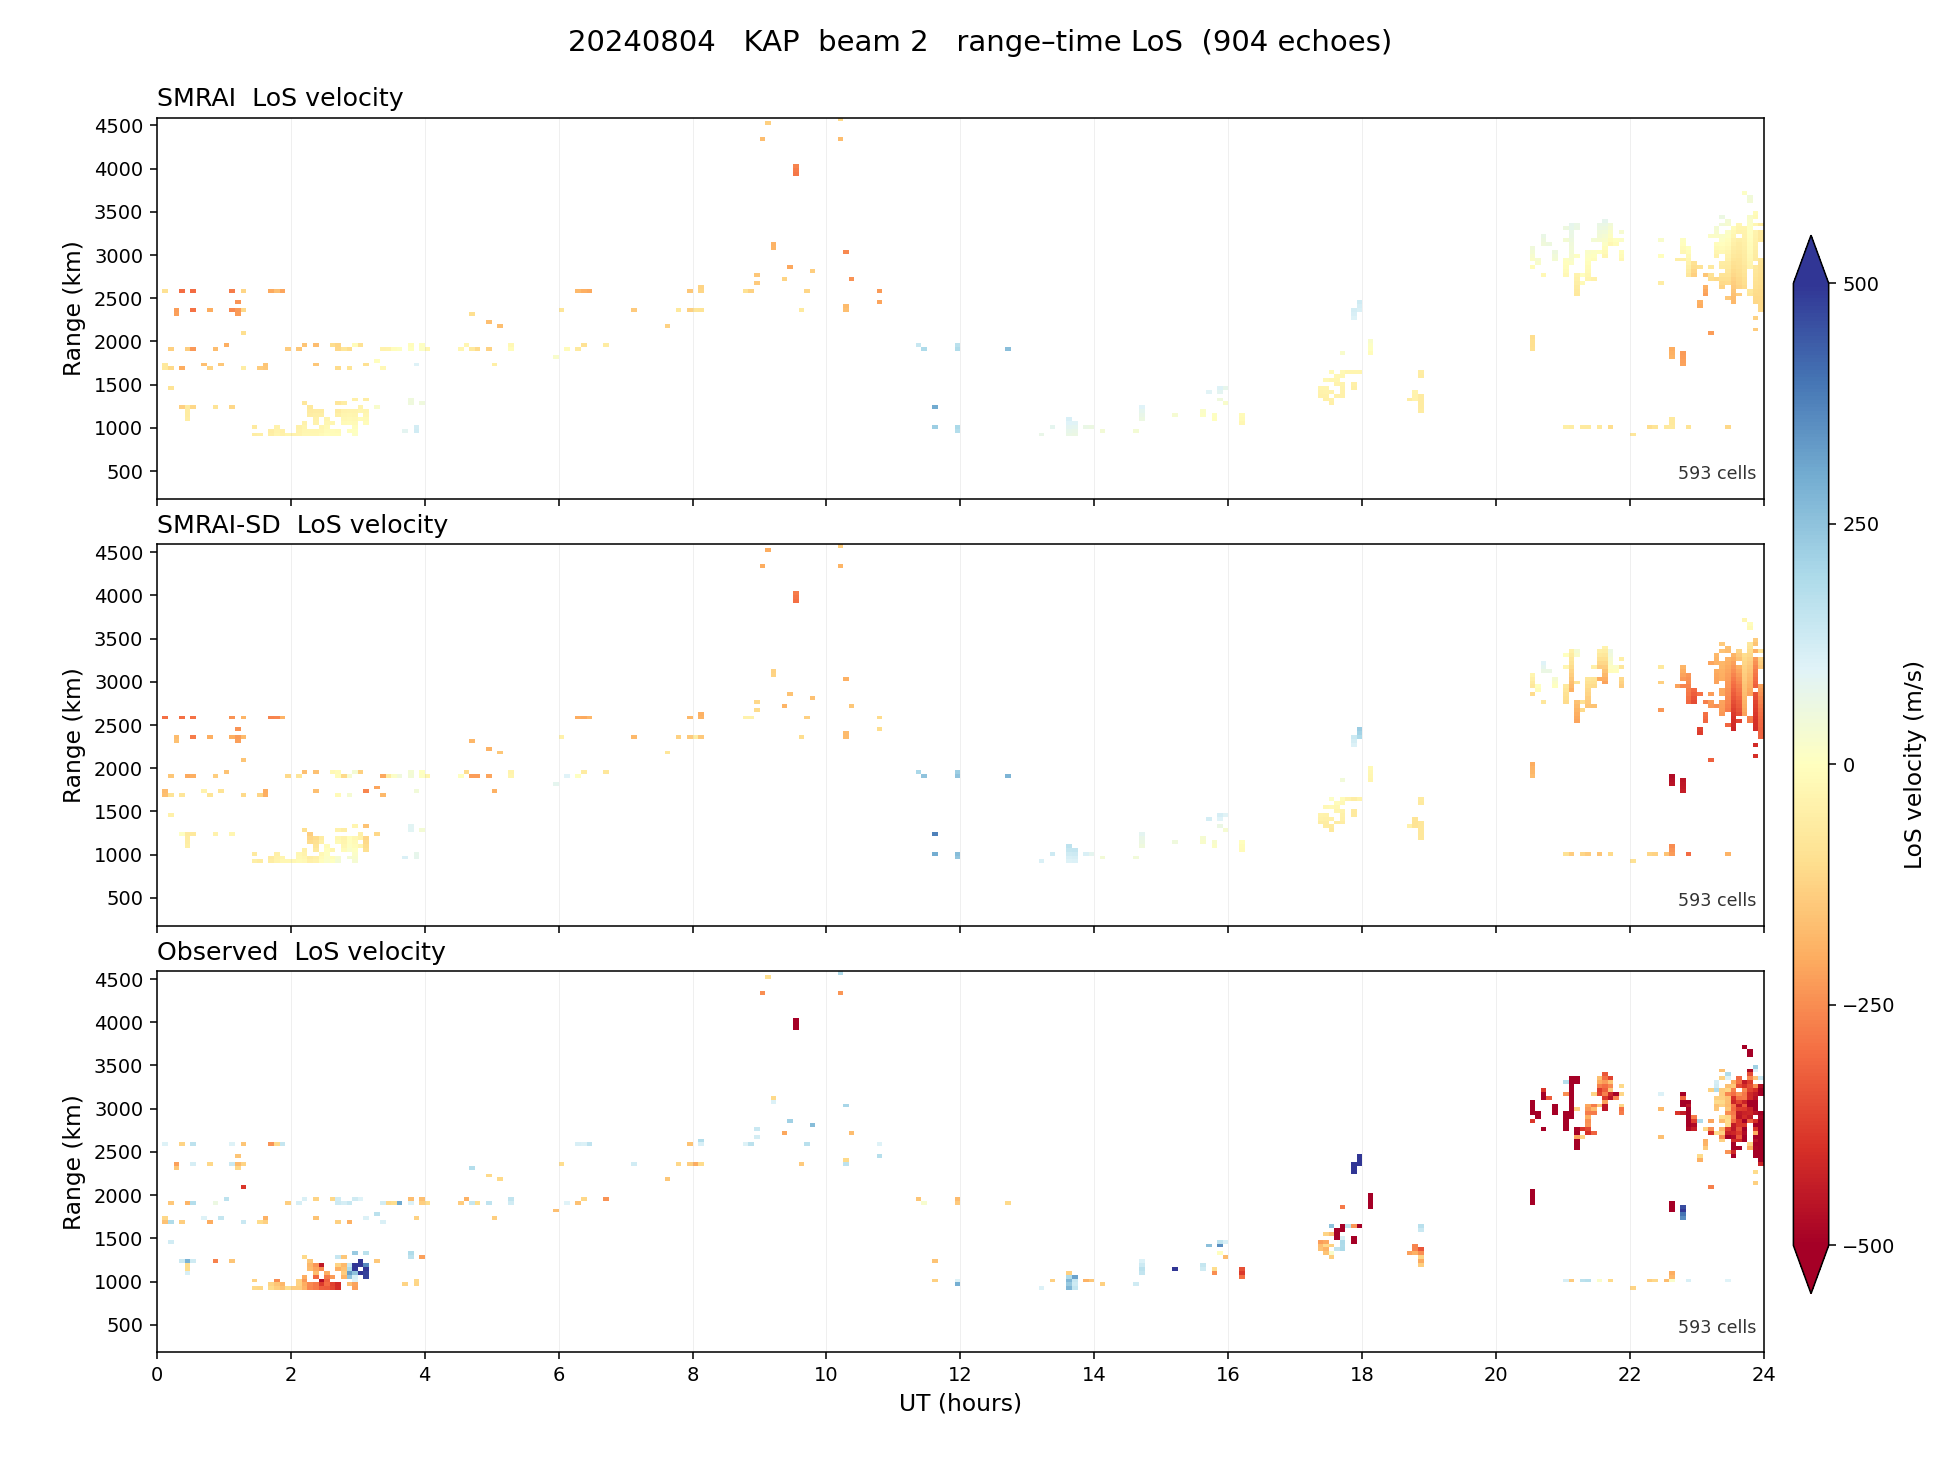 20240804   KAP  beam 2   range–time LoS  (904 echoes)
SMRAI  LoS velocity
4500
4000
3500
3000
2500
2000
1500
1000
500
Range (km)
593 cells
SMRAI-SD  LoS velocity
4500
4000
3500
3000
2500
2000
1500
1000
500
Range (km)
593 cells
Observed  LoS velocity
4500
4000
3500
3000
2500
2000
1500
1000
500
Range (km)
593 cells
0 2 4 6 8 10 12 14 16 18 20 22 24
UT (hours)
500
250
0
−250
−500
LoS velocity (m/s)